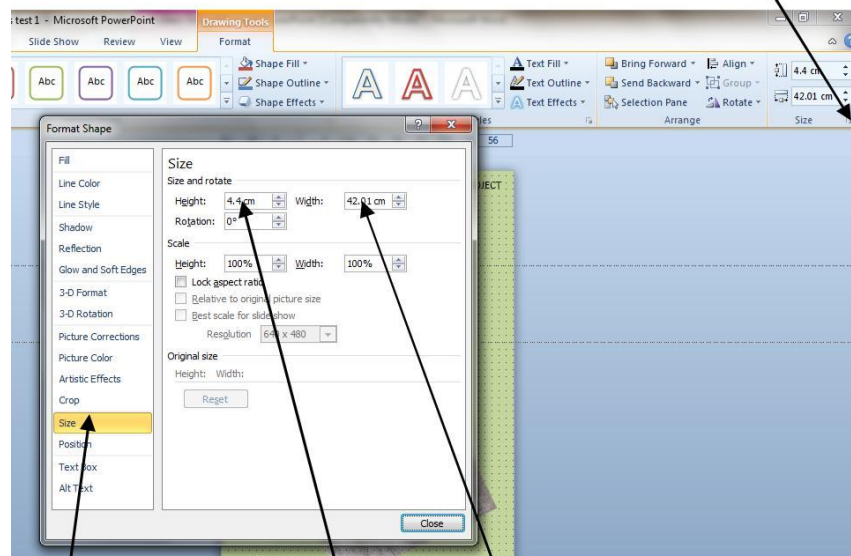 test 1 - Microsoft PowerPoint
Drawing Tools
Slide Show Review View Format
Abc Abc Abc Abc
Shape Fill
Shape Outline
Shape Effects
A A A
Text Fill
Text Outline
Text Effects
Bring Forward
Send Backward
Selection Pane
Align
Group
Rotate
4.4 cm
42.01 cm
Arrange
Size
56
Format Shape
Fill
Line Color
Line Style
Shadow
Reflection
Glow and Soft Edges
3-D Format
3-D Rotation
Picture Corrections
Picture Color
Artistic Effects
Crop
Size
Position
Text Box
Alt Text
Size
Size and rotate
Height: 4.4 cm Width: 42.01 cm
Rotation: 0°
Scale
Height: 100% Width: 100%
Lock aspect ratio
Relative to original picture size
Best scale for slide show
Resolution 640 x 480
Original size
Height: Width:
Reset
Close